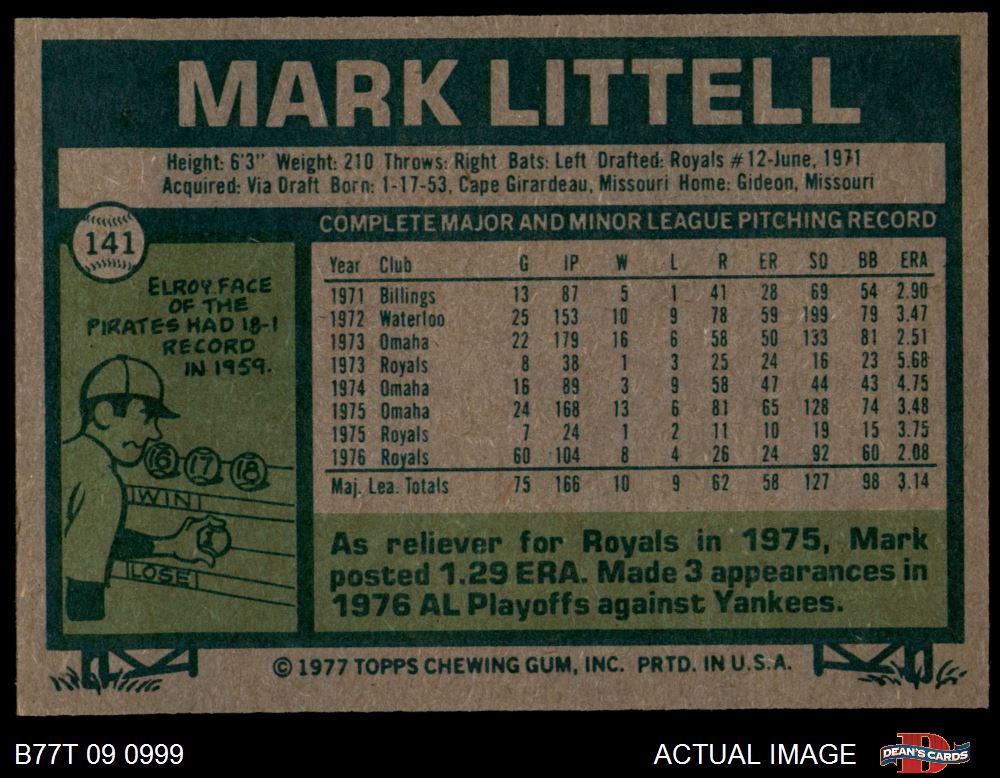 MARK LITTELL
Height: 6'3" Weight: 210 Throws: Right Bats: Left Drafted: Royals #12-June, 1971
Acquired: Via Draft Born: 1-17-53, Cape Girardeau, Missouri Home: Gideon, Missouri
141
ELROY FACE
OF THE
PIRATES HAD 18-1
RECORD
IN 1959.
16 17 18
WIN
1
LOSE
COMPLETE MAJOR AND MINOR LEAGUE PITCHING RECORD
Year Club G IP W L R ER SO BB ERA
1971 Billings 13 87 5 1 41 28 69 54 2.90
1972 Waterloo 25 153 10 9 78 59 199 79 3.47
1973 Omaha 22 179 16 6 58 50 133 81 2.51
1973 Royals 8 38 1 3 25 24 16 23 5.68
1974 Omaha 16 89 3 9 58 47 44 43 4.75
1975 Omaha 24 168 13 6 81 65 128 74 3.48
1975 Royals 7 24 1 2 11 10 19 15 3.75
1976 Royals 60 104 8 4 26 24 92 60 2.08
Maj. Lea. Totals 75 166 10 9 62 58 127 98 3.14
As reliever for Royals in 1975, Mark
posted 1.29 ERA. Made 3 appearances in
1976 AL Playoffs against Yankees.
© 1977 TOPPS CHEWING GUM, INC. PRTD. IN U.S.A.
B77T 09 0999
ACTUAL IMAGE
D
DEAN'S CARDS